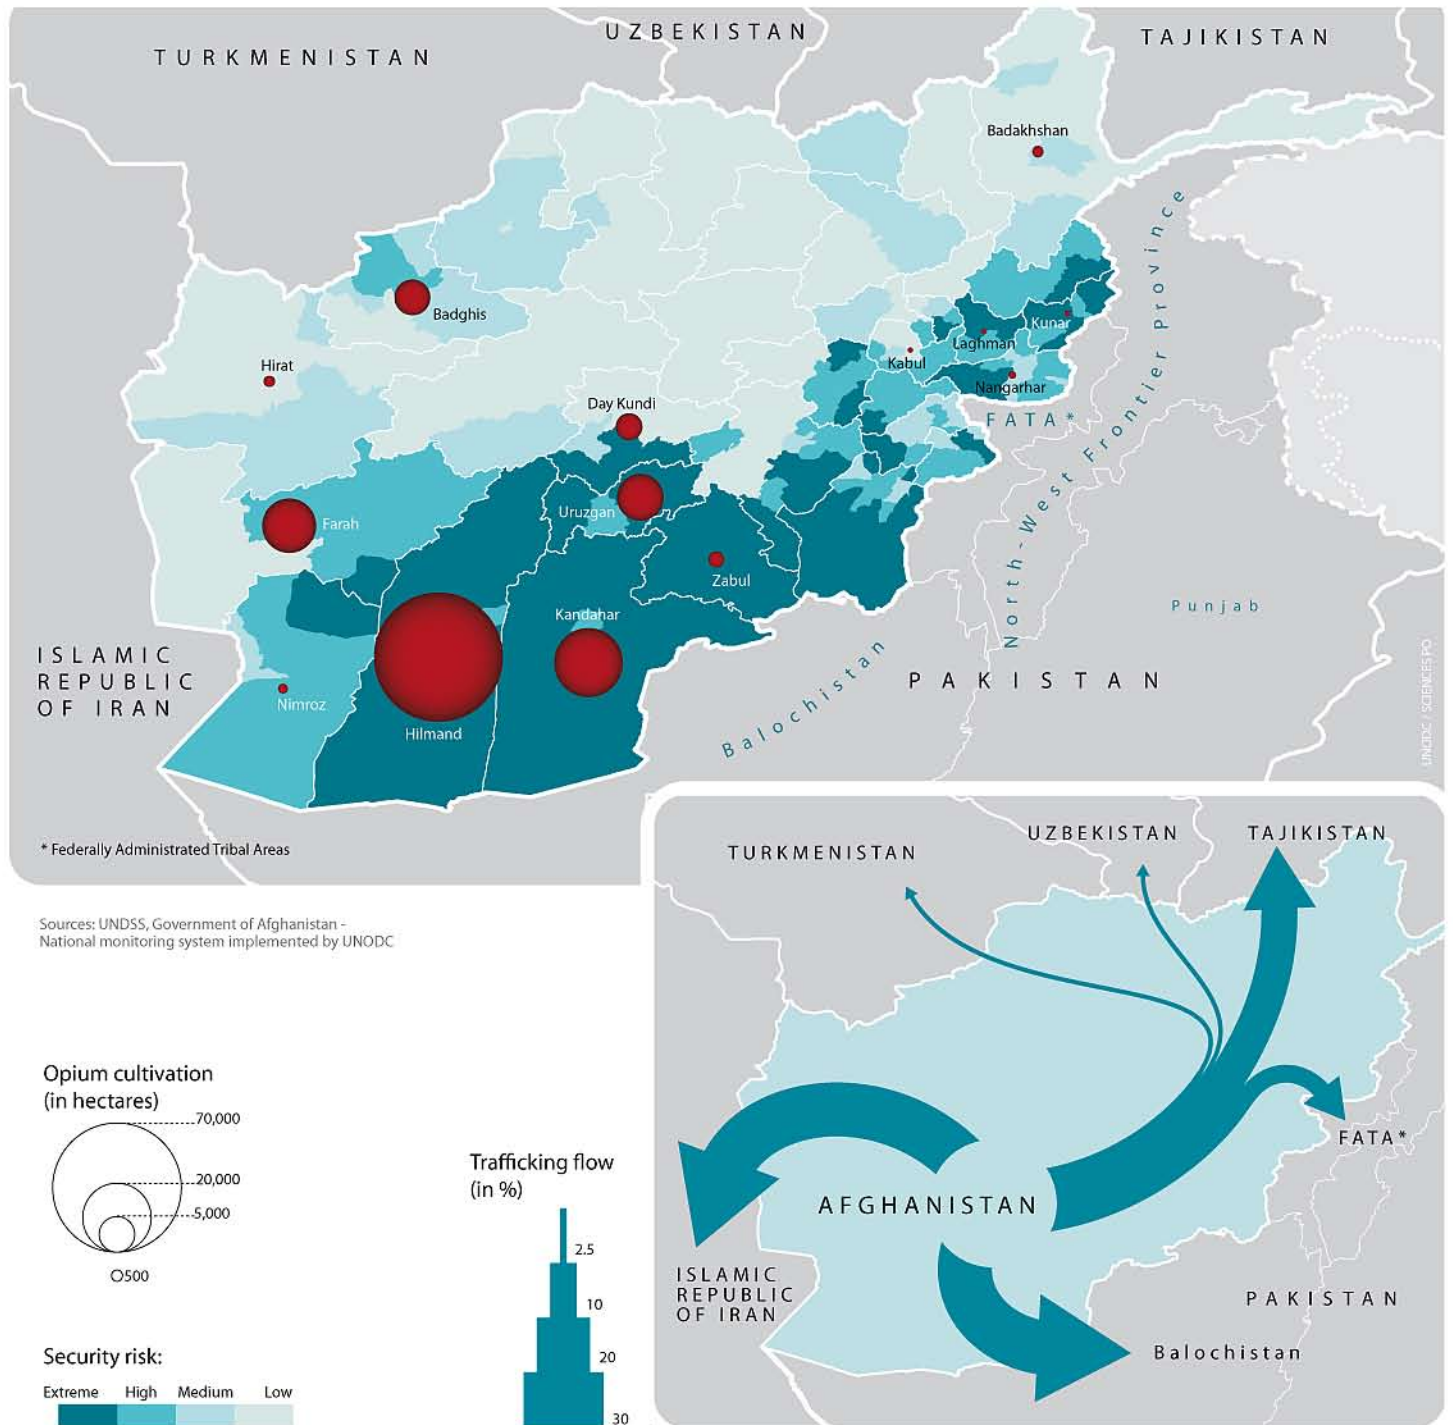 UZBEKISTAN
TURKMENISTAN
TAJIKISTAN
Badakhshan
North-West Frontier Province
Badghis
Kunar
Laghman
Kabul
Hirat
Nangarhar
Day Kundi
FATA*
Uruzgan
Farah
Zabul
Kandahar
Punjab
ISLAMIC
REPUBLIC
OF IRAN
PAKISTAN
Nimroz
Hilmand
Balochistan
UNODC / SCIENCES PO
* Federally Administrated Tribal Areas
Sources: UNDSS, Government of Afghanistan -
National monitoring system implemented by UNODC
Opium cultivation
(in hectares)
70,000
20,000
5,000
500
Security risk:
Extreme High Medium Low
Trafficking flow
(in %)
2.5
10
20
30
UZBEKISTAN
TAJIKISTAN
TURKMENISTAN
FATA*
AFGHANISTAN
ISLAMIC
REPUBLIC
OF IRAN
PAKISTAN
Balochistan